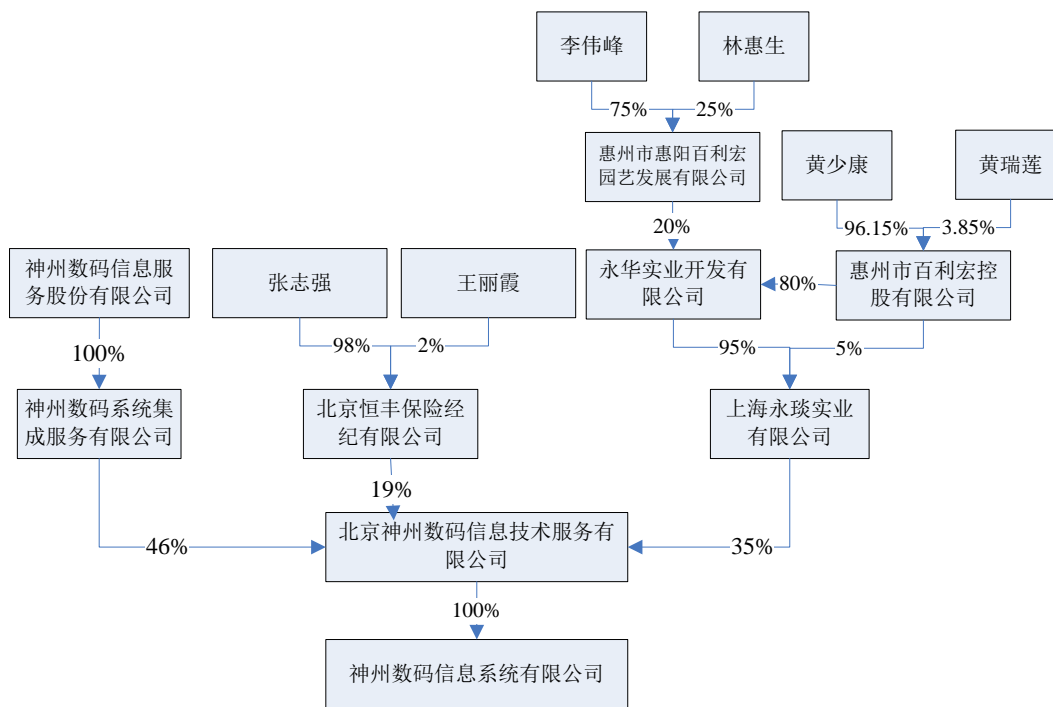 李伟峰
林惠生
75%
25%
惠州市惠阳百利宏
园艺发展有限公司
黄少康
黄瑞莲
20%
96.15%
3.85%
神州数码信息服
务股份有限公司
张志强
王丽霞
永华实业开发有
限公司
80%
惠州市百利宏控
股有限公司
100%
98%
2%
95%
5%
神州数码系统集
成服务有限公司
北京恒丰保险经
纪有限公司
上海永琰实业
有限公司
19%
46%
北京神州数码信息技术服务有
限公司
35%
100%
神州数码信息系统有限公司